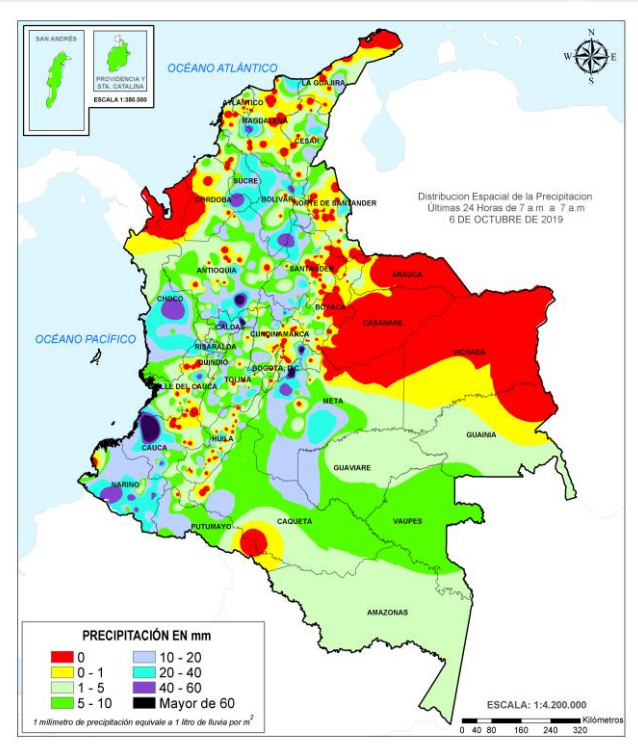 SAN ANDRÉS
PROVIDENCIA Y
STA. CATALINA
ESCALA 1:350.000
OCÉANO ATLÁNTICO
N
W
E
S
LA GUAJIRA
ATLANTICO
MAGDALENA
CESAR
SUCRE
CORDOBA
BOLIVAR
NORTE DE SANTANDER
Distribucion Espacial de la Precipitacion
Últimas 24 Horas de 7 a.m a 7 a.m
6 DE OCTUBRE DE 2019
ANTIOQUIA
SANTANDER
ARAUCA
CHOCO
BOYACA
CASANARE
OCÉANO PACÍFICO
CALDAS
CUNDINAMARCA
RISARALDA
VICHADA
QUINDIO
BOGOTA, D.C.
TOLIMA
VALLE DEL CAUCA
META
GUAINIA
HUILA
CAUCA
GUAVIARE
NARIÑO
CAQUETA
VAUPES
PUTUMAYO
AMAZONAS
PRECIPITACIÓN EN mm
0
10 - 20
0 - 1
20 - 40
1 - 5
40 - 60
5 - 10
Mayor de 60
1 milimetro de precipitación equivale a 1 litro de lluvia por m2
ESCALA: 1:4.200.000
Kilómetros
0 40 80 160 240 320